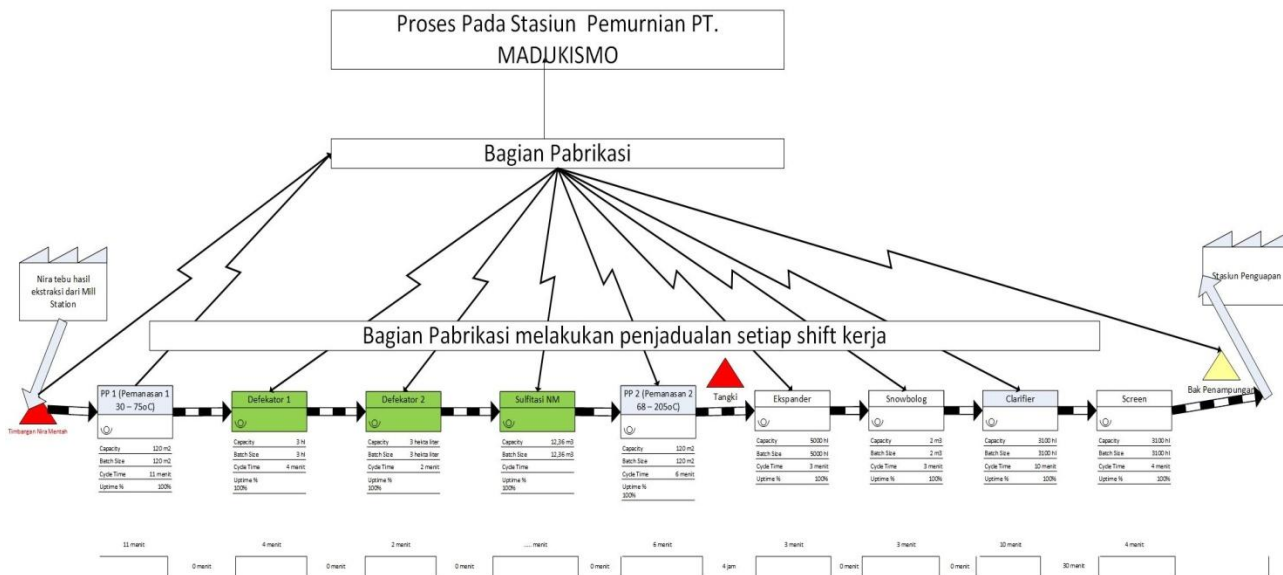 Proses Pada Stasiun Pemurnian PT.
MADUKISMO
Bagian Pabrikasi
Nira tebu hasil
ekstraksi dari Mill
Station
Stasiun Penguapan
Bagian Pabrikasi melakukan penjadualan setiap shift kerja
Timbangan Nira Mentah
PP 1 (Pemanasan 1
30 – 75oC)
Capacity 120 m2
Batch Size 120 m2
Cycle Time 11 menit
Uptime % 100%
Defekator 1
Capacity 3 hl
Batch Size 3 hl
Cycle Time 4 menit
Uptime %
100%
Defekator 2
Capacity 3 hekto liter
Batch Size 3 hekto liter
Cycle Time 2 menit
Uptime %
100%
Sulfitasi NM
Capacity 12,36 m3
Batch Size 12,36 m3
Cycle Time
Uptime %
100%
PP 2 (Pemanasan 2
68 – 205oC)
Capacity 120 m2
Batch Size 120 m2
Cycle Time 6 menit
Uptime %
100%
Tangki
Ekspander
Capacity 5000 hl
Batch Size 5000 hl
Cycle Time 3 menit
Uptime % 100%
Snowbolog
Capacity 2 m3
Batch Size 2 m3
Cycle Time 3 menit
Uptime % 100%
Clarifier
Capacity 3100 hl
Batch Size 3100 hl
Cycle Time 10 menit
Uptime % 100%
Screen
Capacity 3100 hl
Batch Size 3100 hl
Cycle Time 4 menit
Uptime % 100%
Bak Penampungan
11 menit 4 menit 2 menit ..... menit 6 menit 3 menit 3 menit 10 menit 4 menit
0 menit 0 menit 0 menit 0 menit 4 jam 0 menit 0 menit 30 menit